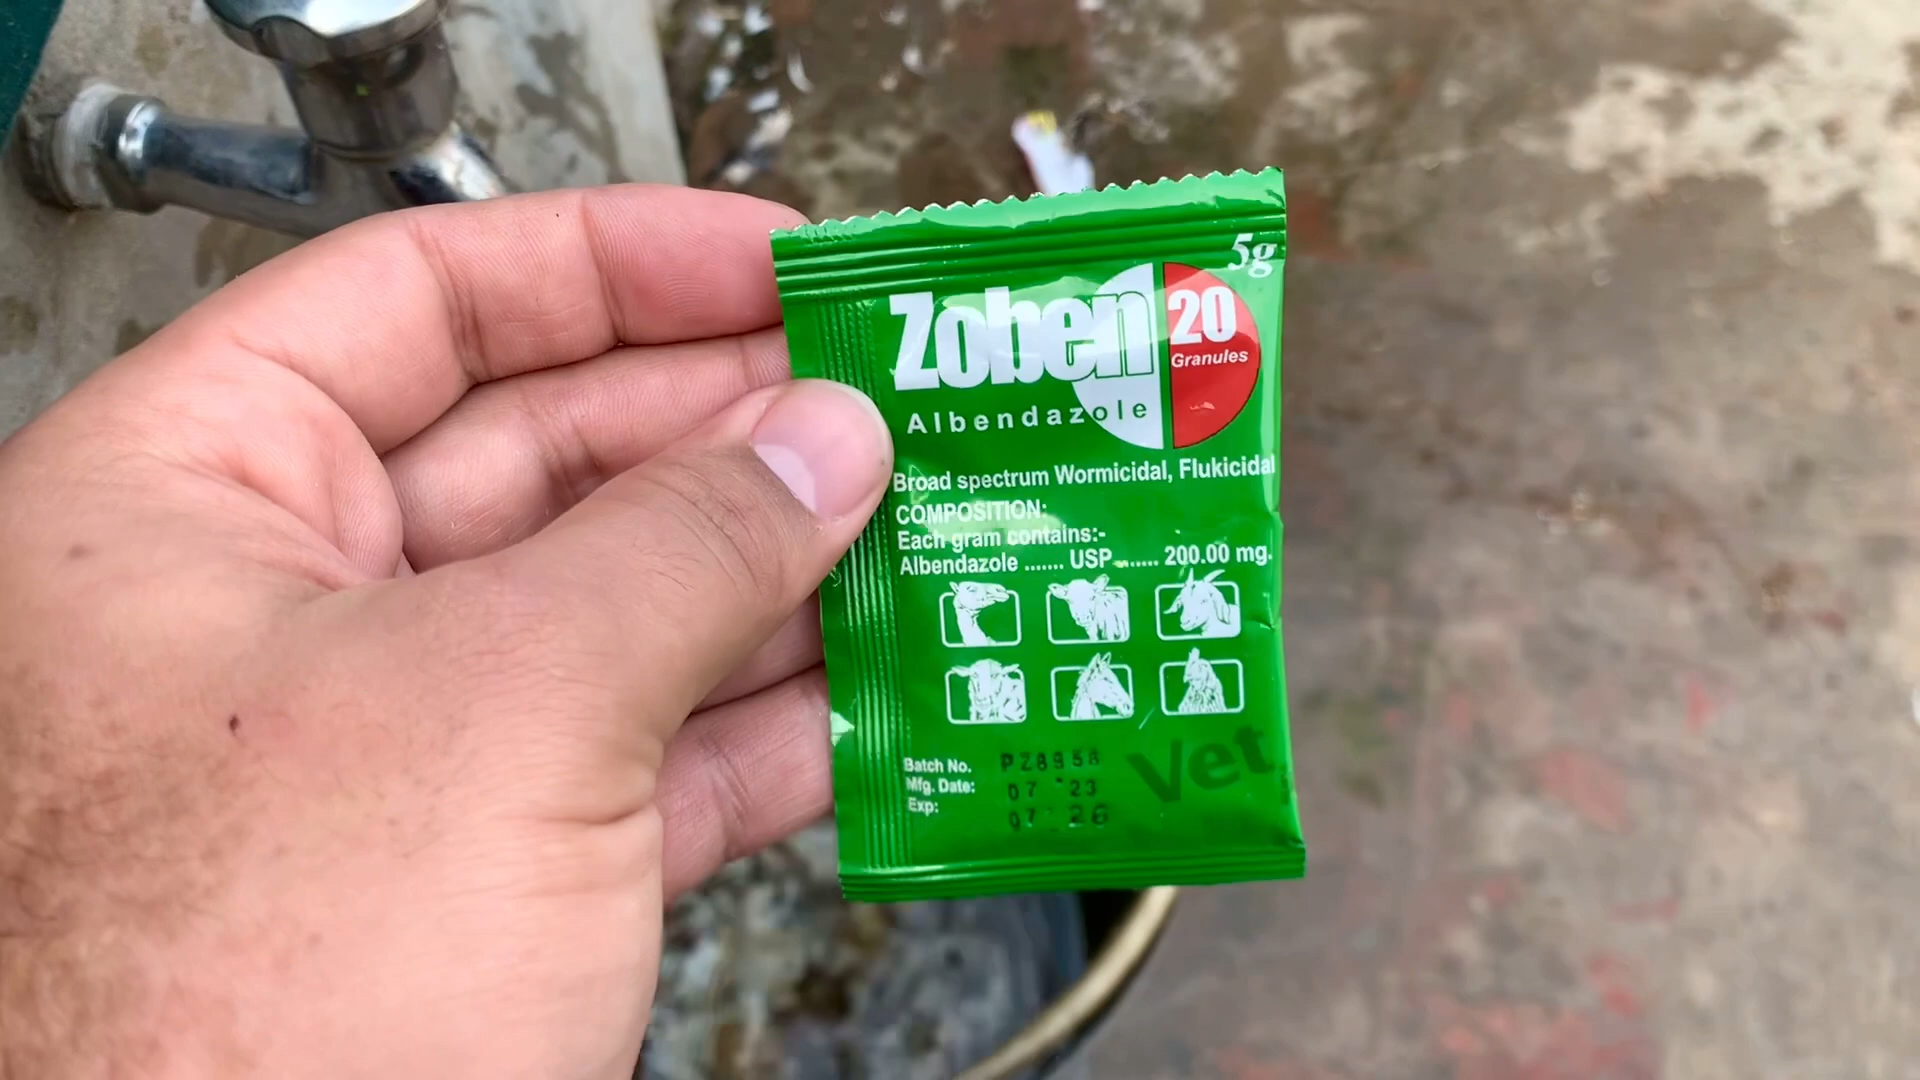 5g
Zoben 20
Granules
Albendazole
Broad spectrum Wormicidal, Flukicidal
COMPOSITION:
Each gram contains:-
Albendazole ....... USP ....... 200.00 mg.
Batch No. PZ8958
Mfg. Date: 07 23
Exp: 07 26
Vet